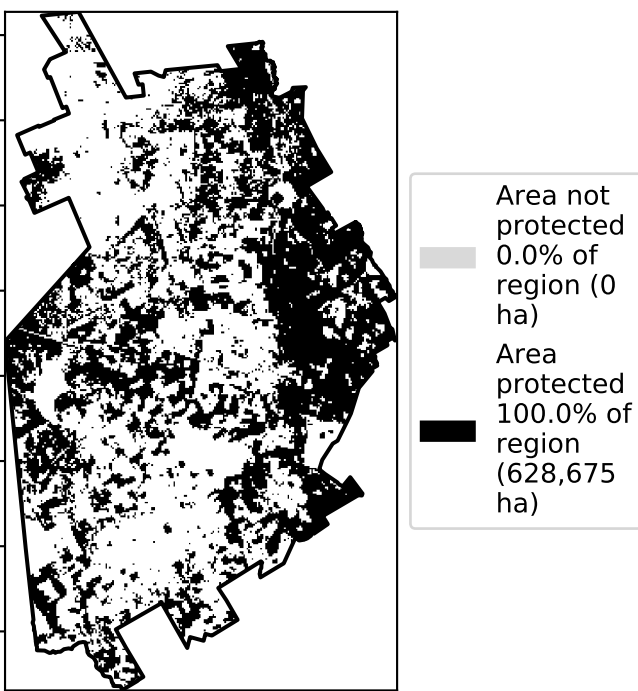 Area not
protected
0.0% of
region (0
ha)
Area
protected
100.0% of
region
(628,675
ha)